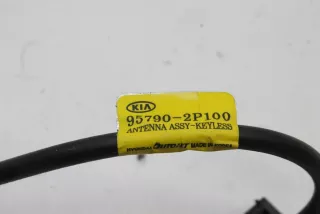 KIA
95790-2P100
ANTENNA ASSY-KEYLESS
MADE IN KOREA